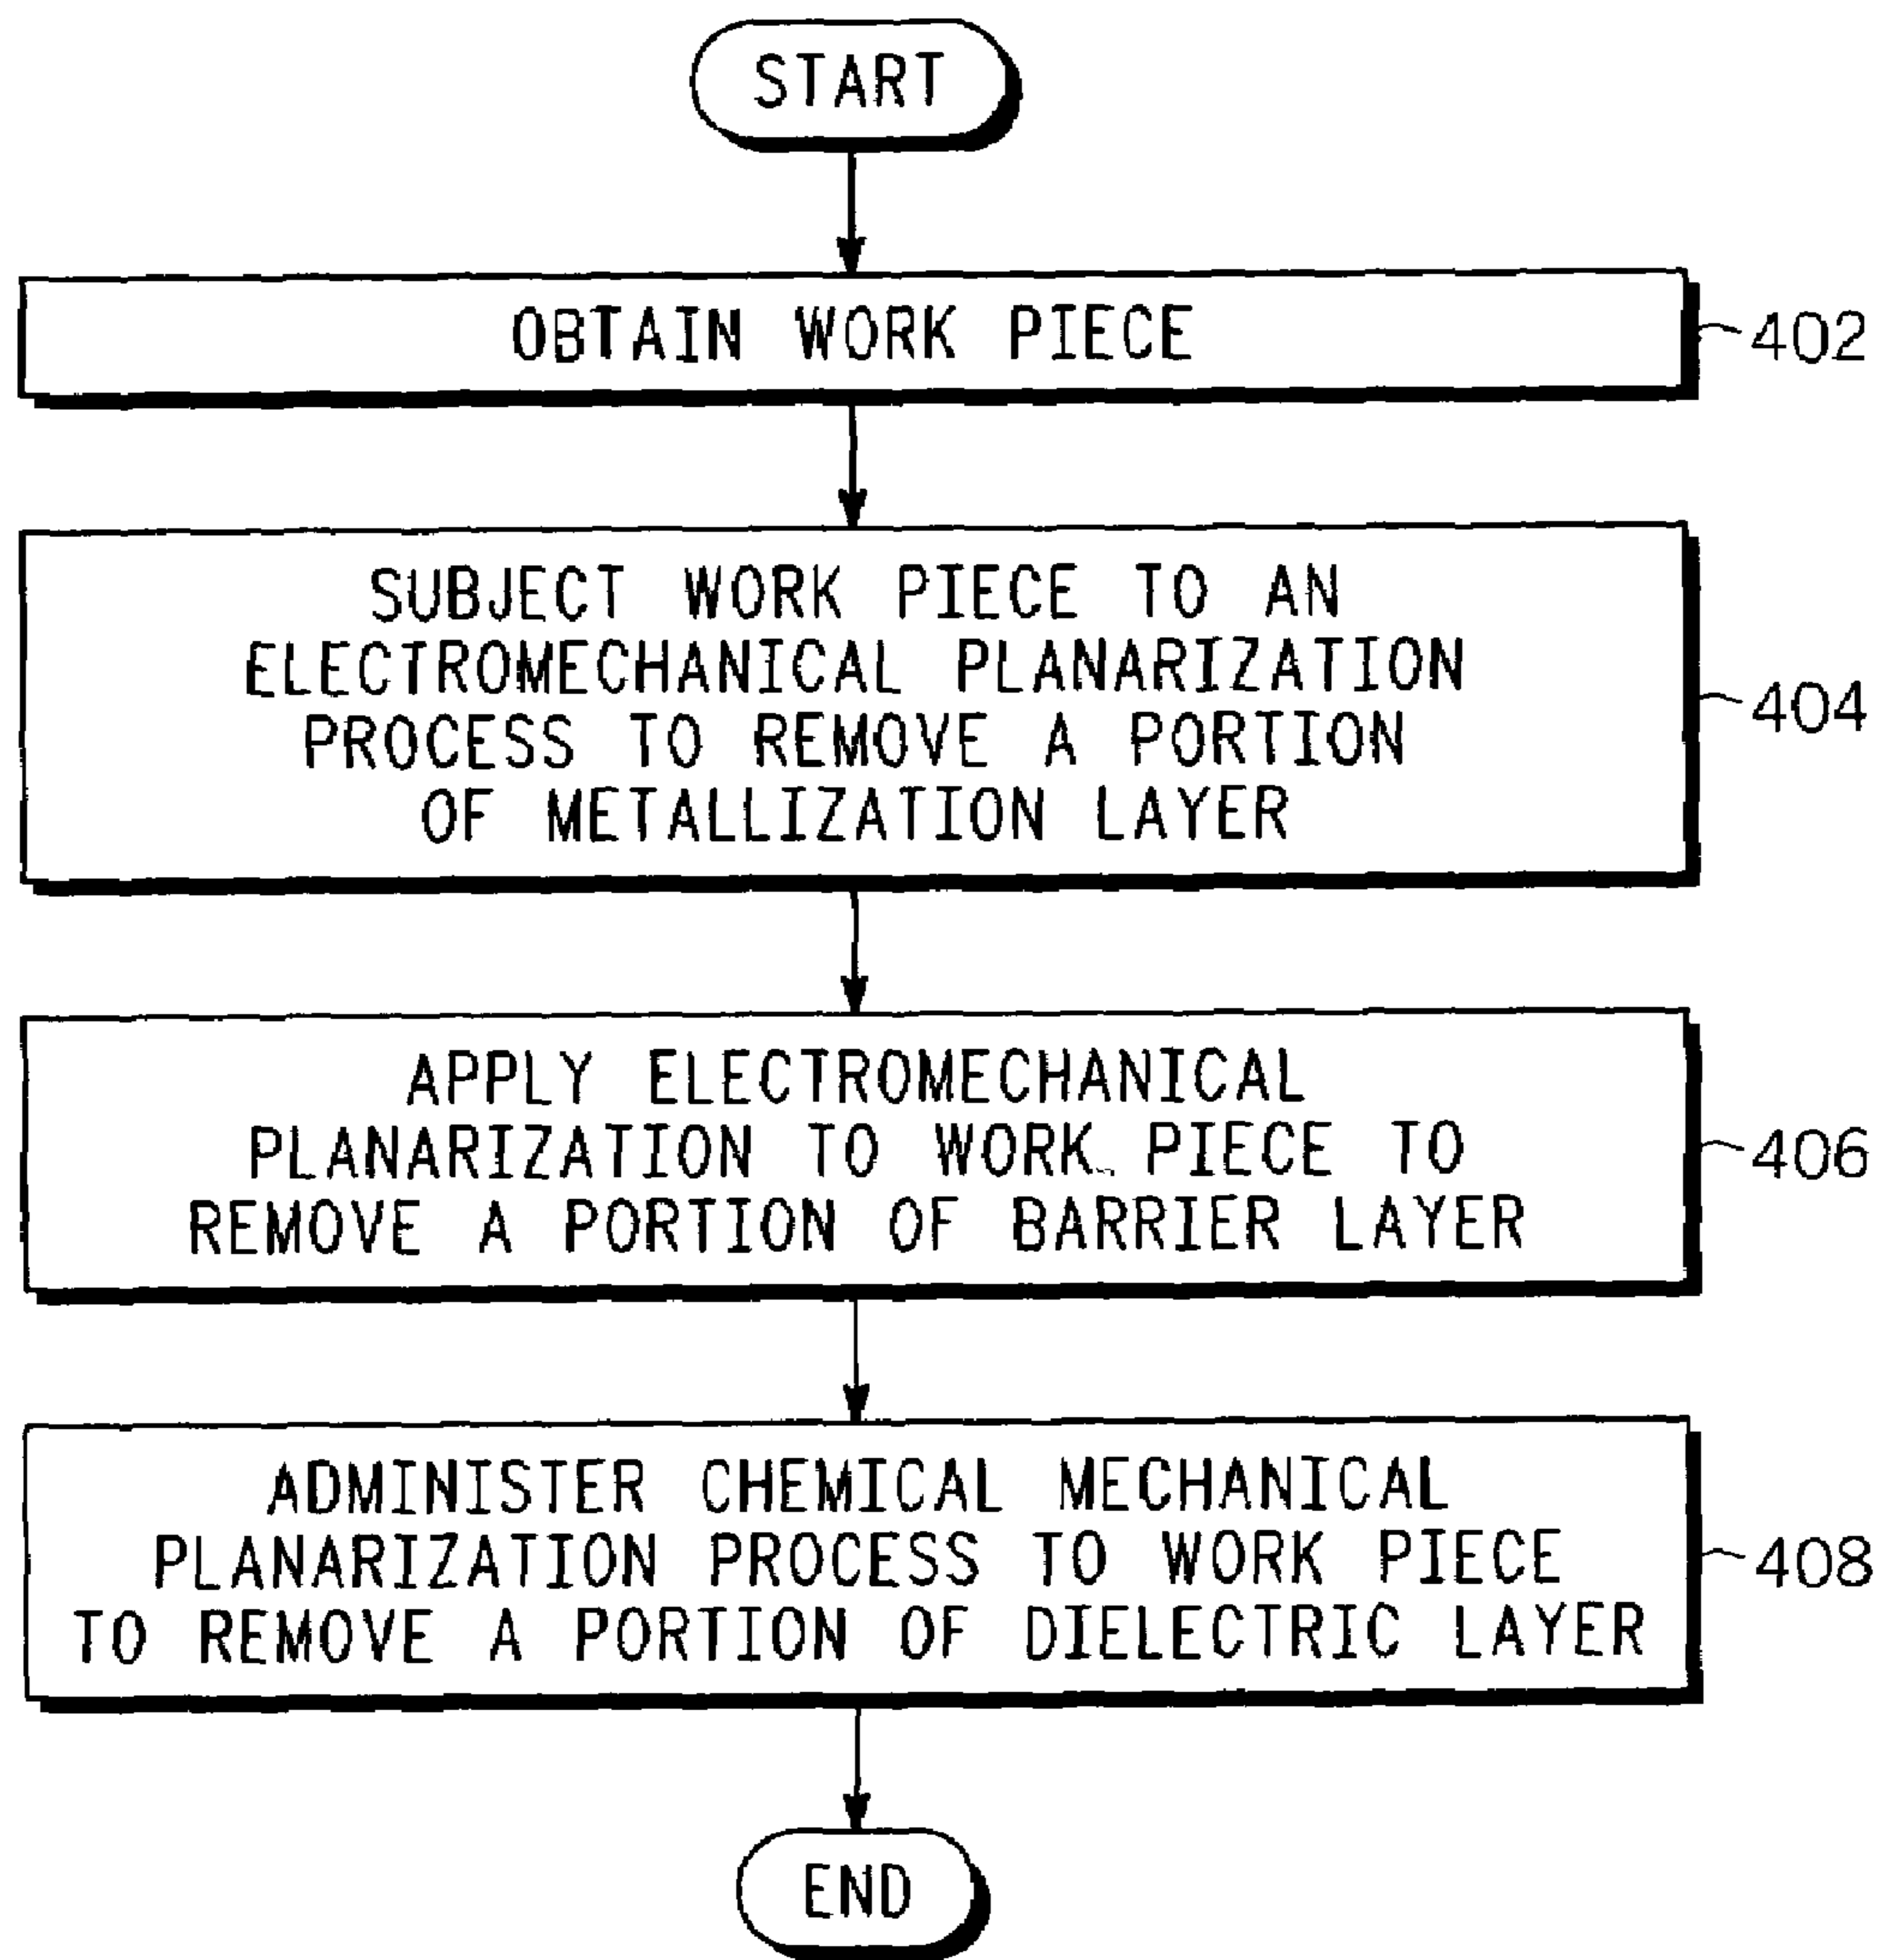 START
OBTAIN WORK PIECE
402
SUBJECT WORK PIECE TO AN
ELECTROMECHANICAL PLANARIZATION
PROCESS TO REMOVE A PORTION
OF METALLIZATION LAYER
404
APPLY ELECTROMECHANICAL
PLANARIZATION TO WORK PIECE TO
REMOVE A PORTION OF BARRIER LAYER
406
ADMINISTER CHEMICAL MECHANICAL
PLANARIZATION PROCESS TO WORK PIECE
TO REMOVE A PORTION OF DIELECTRIC LAYER
408
END